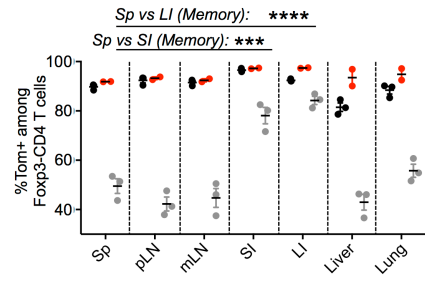 Sp vs LI (Memory): ****
Sp vs SI (Memory): ***
%Tom+ among
Foxp3-CD4 T cells
100
80
60
40
Sp
pLN
mLN
SI
LI
Liver
Lung